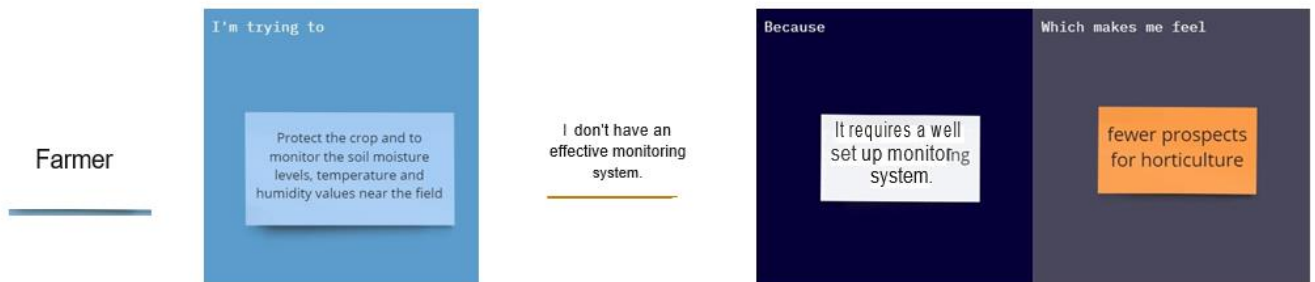 Farmer
I'm trying to
Protect the crop and to
monitor the soil moisture
levels, temperature and
humidity values near the field
I don't have an
effective monitoring
system.
Because
It requires a well
set up monitoring
system.
Which makes me feel
fewer prospects
for horticulture